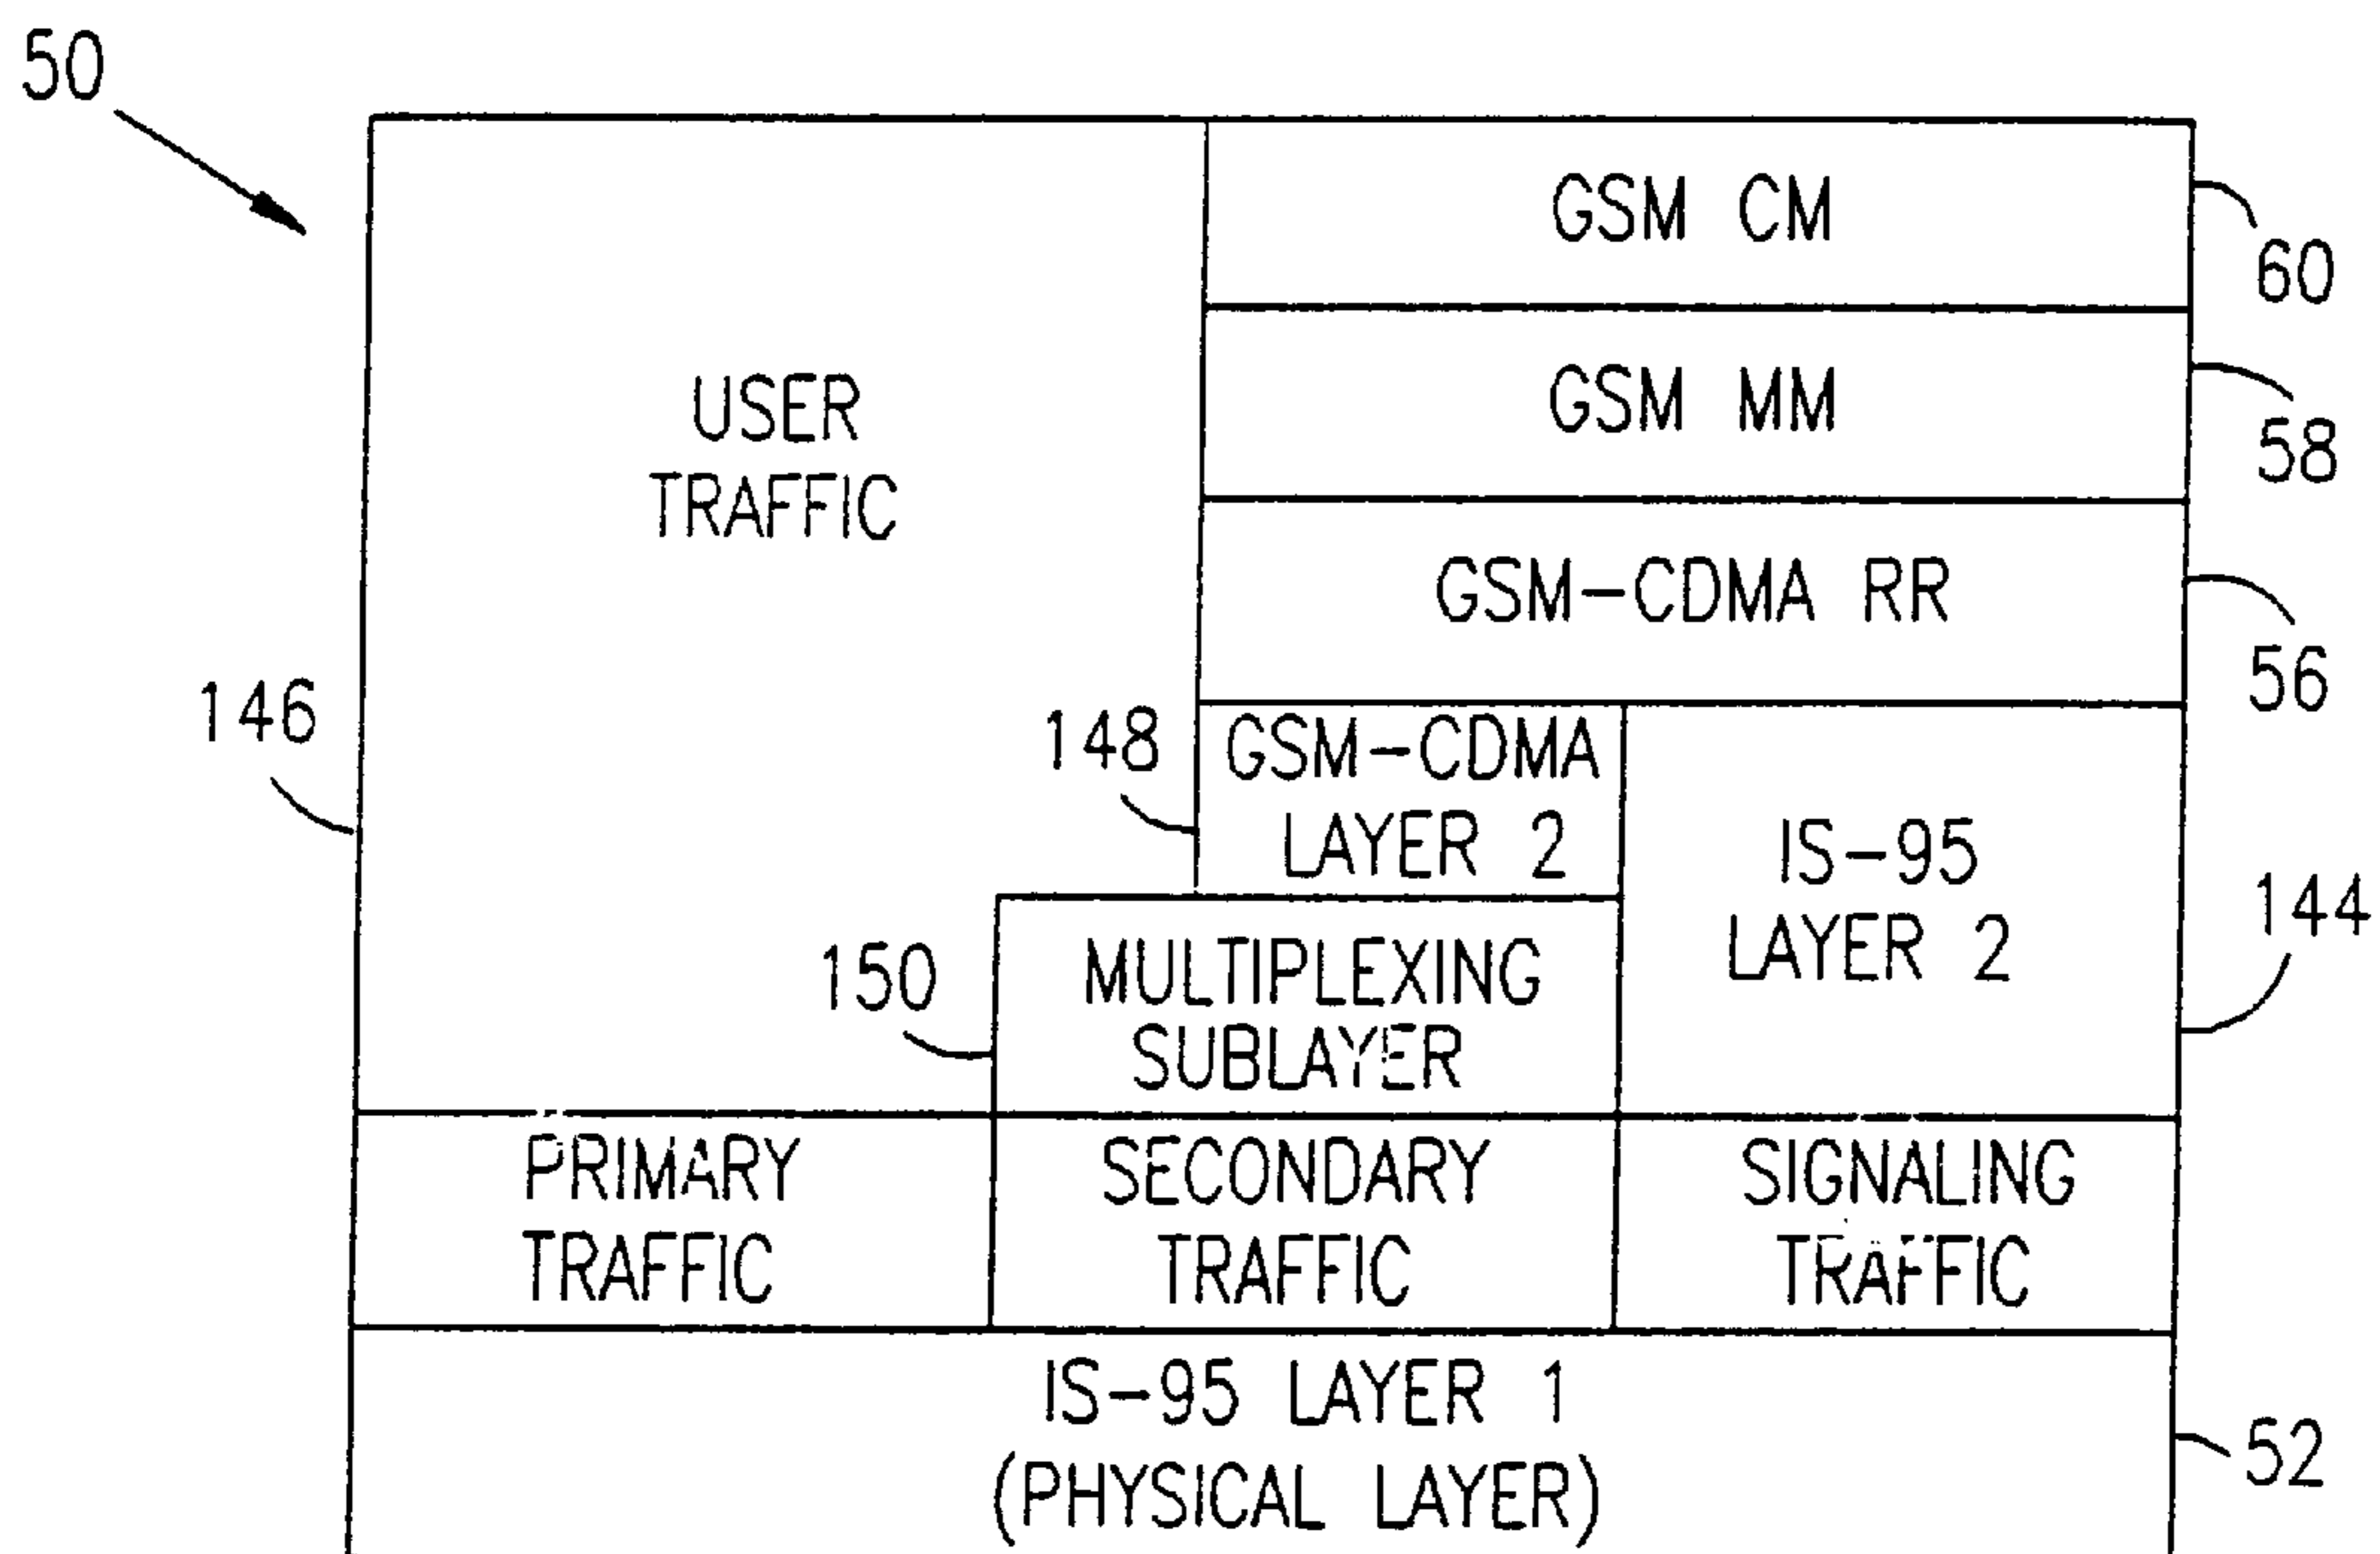 50
GSM CM
60
GSM MM
58
USER
TRAFFIC
GSM-CDMA RR
56
146
148
GSM-CDMA
LAYER 2
IS-95
LAYER 2
144
150
MULTIPLEXING
SUBLAYER
PRIMARY
TRAFFIC
SECONDARY
TRAFFIC
SIGNALING
TRAFFIC
IS-95 LAYER 1
(PHYSICAL LAYER)
52